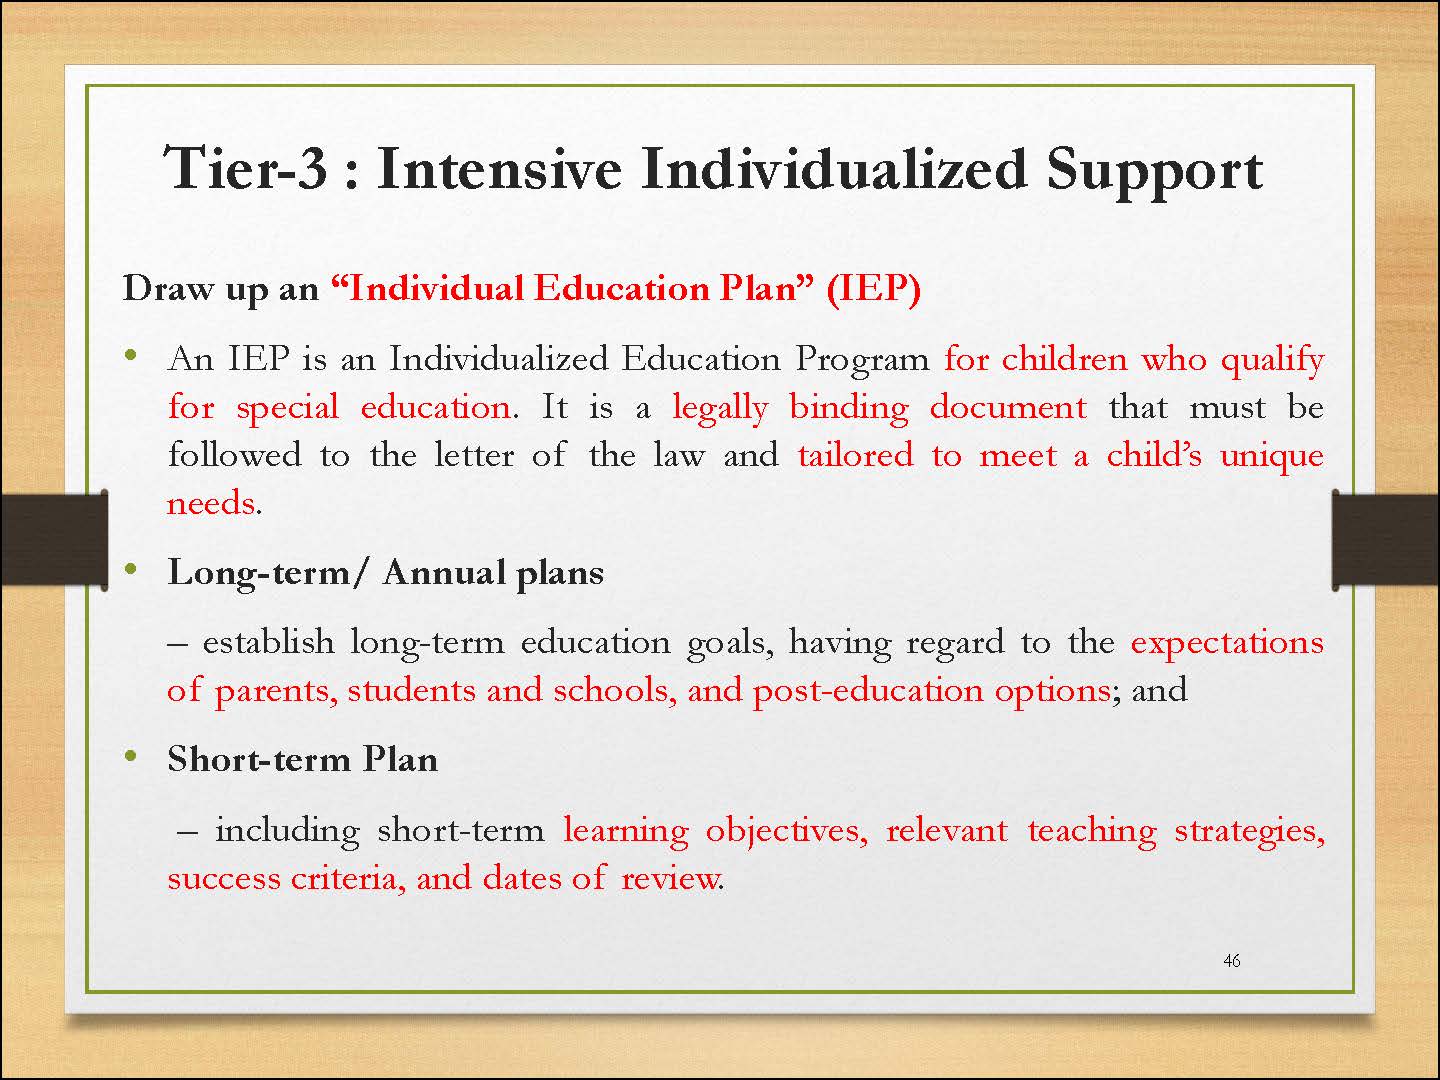 Tier-3 : Intensive Individualized Support
Draw up an “Individual Education Plan” (IEP)
• An IEP is an Individualized Education Program for children who qualify
for special education. It is a legally binding document that must be
followed to the letter of the law and tailored to meet a child’s unique
needs.
• Long-term/ Annual plans
– establish long-term education goals, having regard to the expectations
of parents, students and schools, and post-education options; and
• Short-term Plan
– including short-term learning objectives, relevant teaching strategies,
success criteria, and dates of review.
46